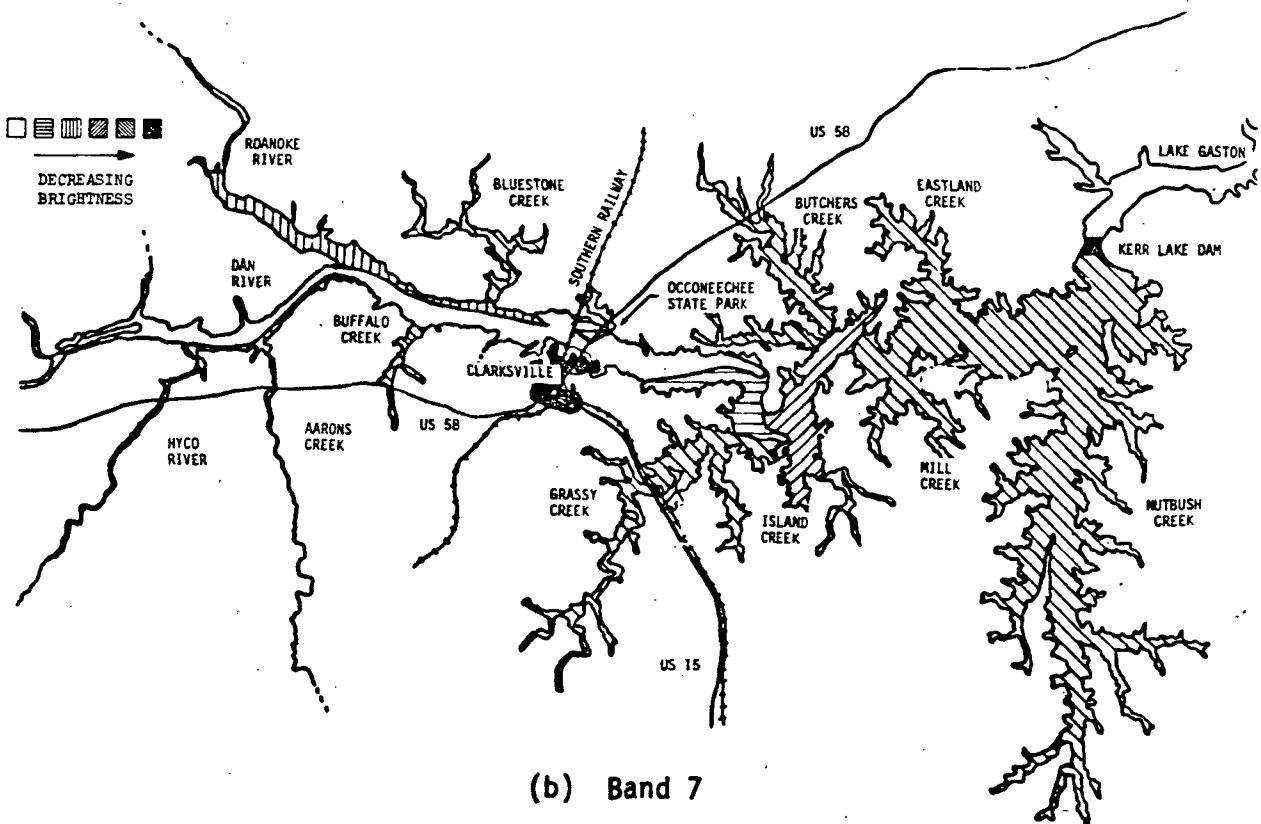 US 58
ROANOKE
RIVER
LAKE GASTON
DECREASING
BRIGHTNESS
BLUESTONE
CREEK
SOUTHERN RAILWAY
BUTCHERS
CREEK
EASTLAND
CREEK
KERR LAKE DAM
DAN
RIVER
OCCONEECHEE
STATE PARK
BUFFALO
CREEK
CLARKSVILLE
US 58
HYCO
RIVER
AARONS
CREEK
GRASSY
CREEK
ISLAND
CREEK
MILL
CREEK
NUTBUSH
CREEK
US 15
(b) Band 7